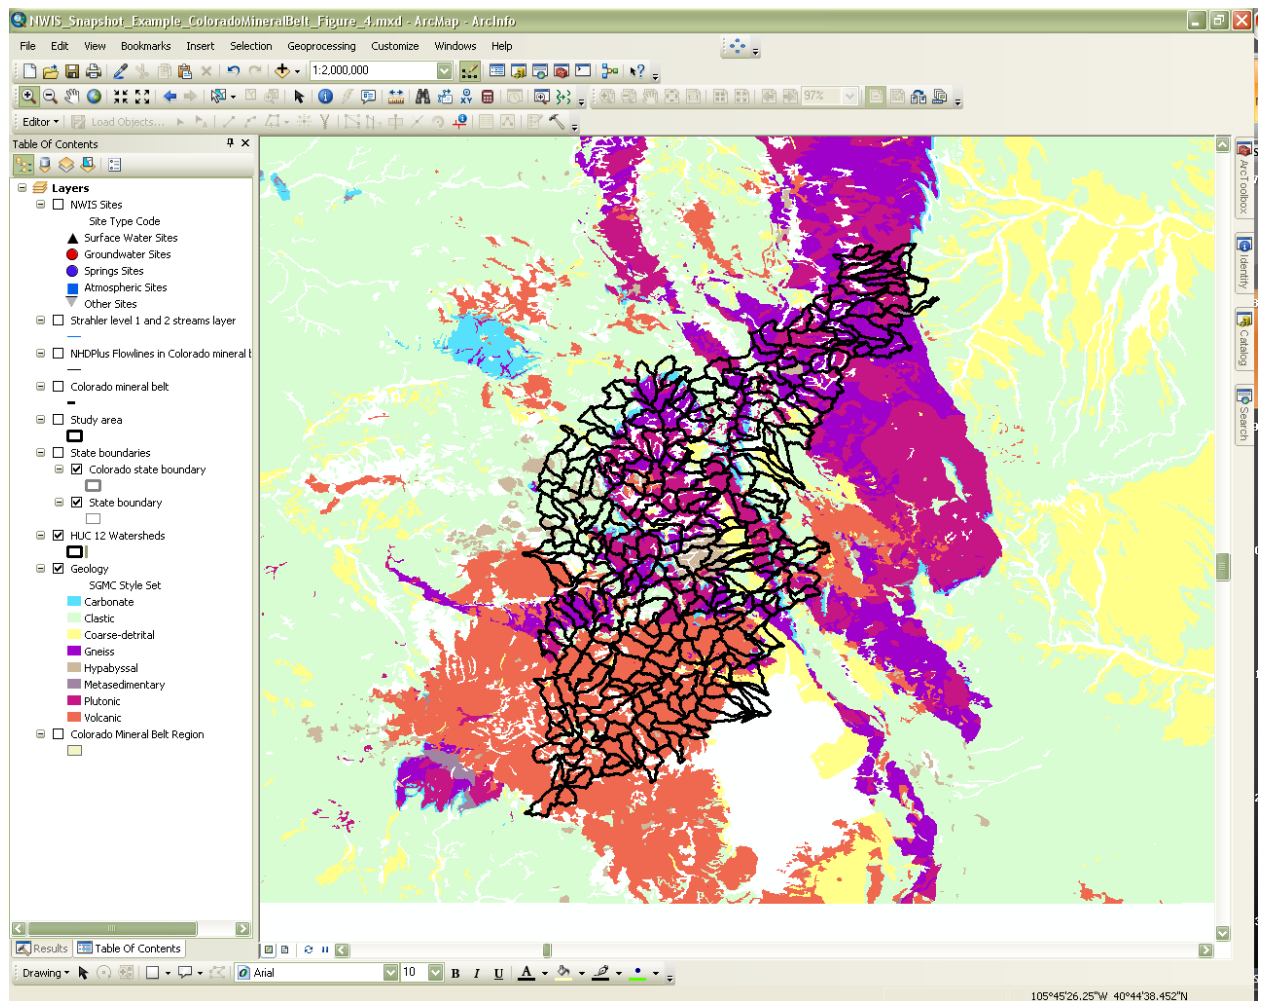 NWIS_Snapshot_Example_ColoradoMineralBelt_Figure_4.mxd - ArcMap - ArcInfo
File Edit View Bookmarks Insert Selection Geoprocessing Customize Windows Help
1:2,000,000
97%
Editor Load Objects...
Table Of Contents
Layers
NWIS Sites
Site Type Code
Surface Water Sites
Groundwater Sites
Springs Sites
Atmospheric Sites
Other Sites
Strahler level 1 and 2 streams layer
NHDPlus Flowlines in Colorado mineral
Colorado mineral belt
Study area
State boundaries
Colorado state boundary
State boundary
HUC 12 Watersheds
Geology
SGMC Style Set
Carbonate
Clastic
Coarse-detrital
Gneiss
Hypabyssal
Metasedimentary
Plutonic
Volcanic
Colorado Mineral Belt Region
ArcToolbox
Identify
Catalog
Search
Results Table Of Contents
Drawing Arial 10 B I U A
105°45'26.25"W 40°44'38.452"N